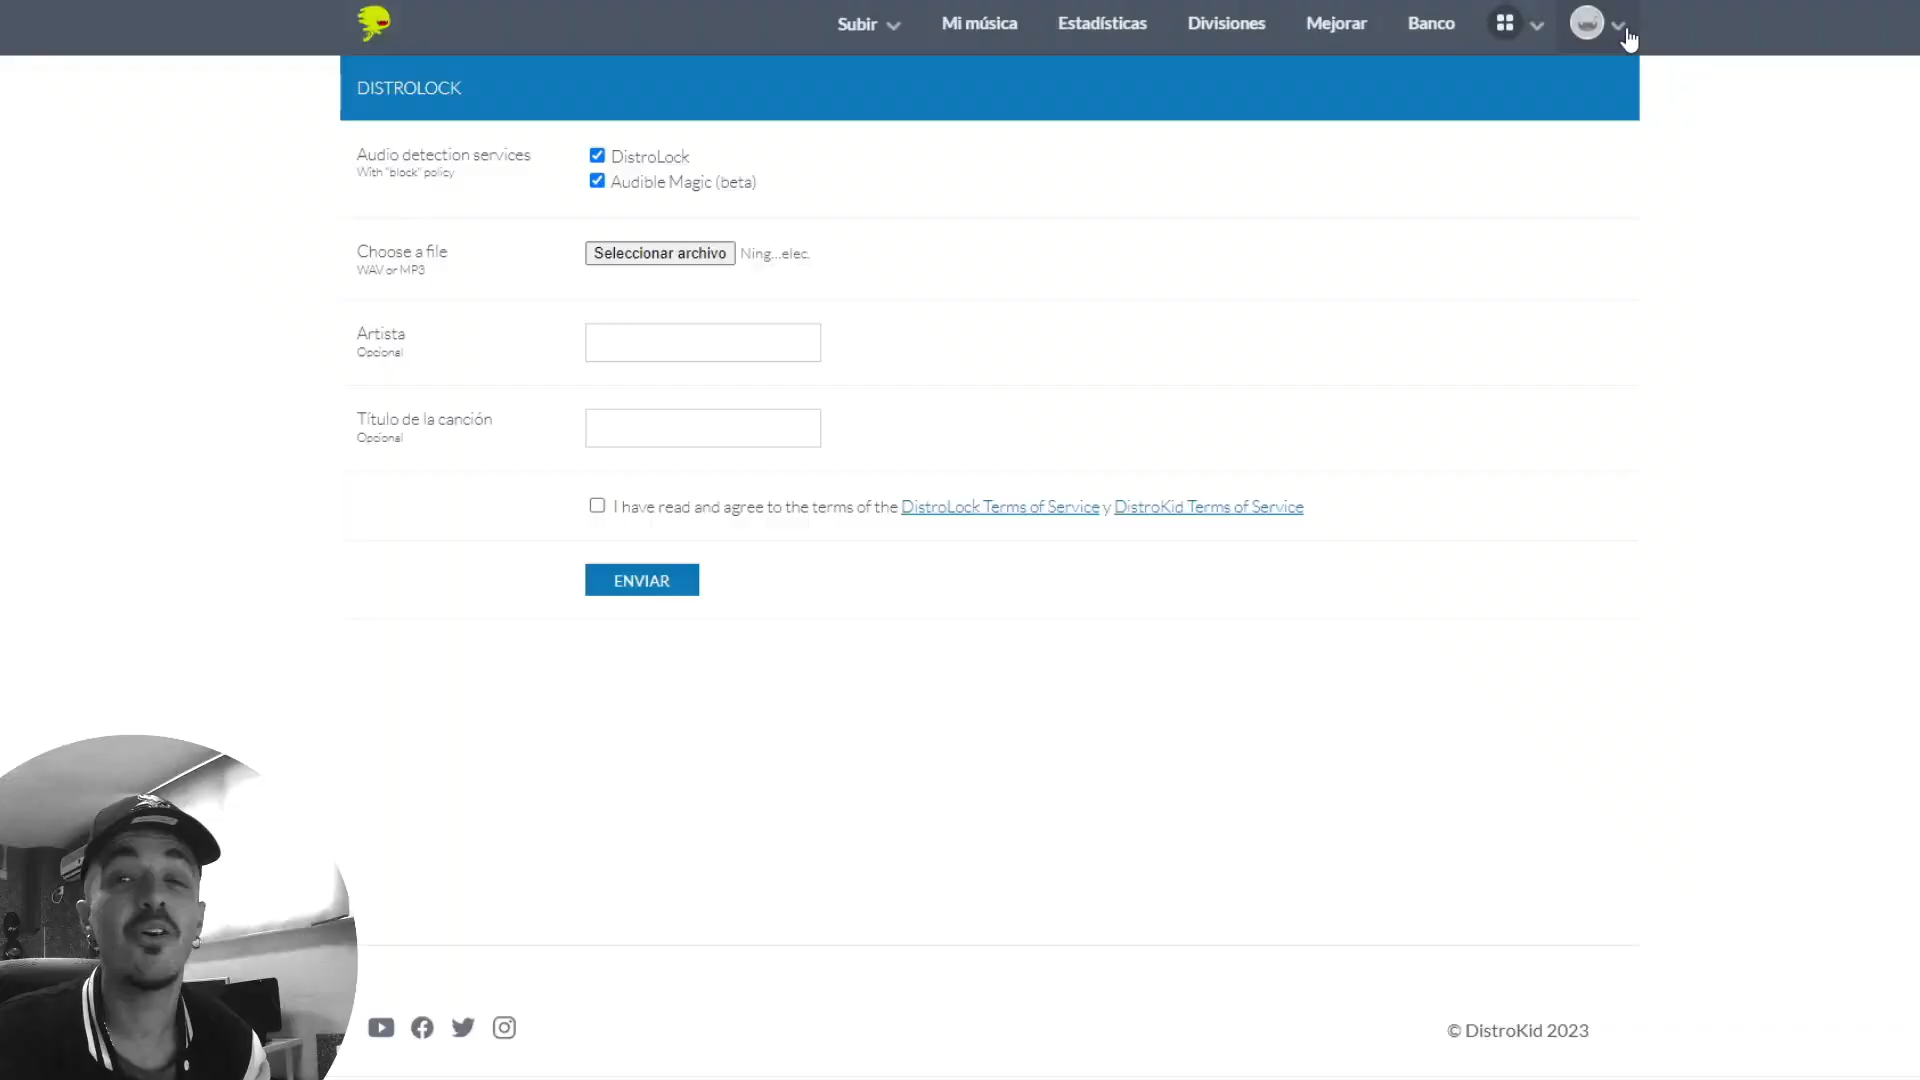 Subir Mi música Estadísticas Divisiones Mejorar Banco
DISTROLOCK
Audio detection services
With "block" policy
DistroLock
Audible Magic (beta)
Choose a file
WAV or MP3
Seleccionar archivo Ning...elec.
Artista
Opcional
Título de la canción
Opcional
I have read and agree to the terms of the DistroLock Terms of Service y DistroKid Terms of Service
ENVIAR
© DistroKid 2023